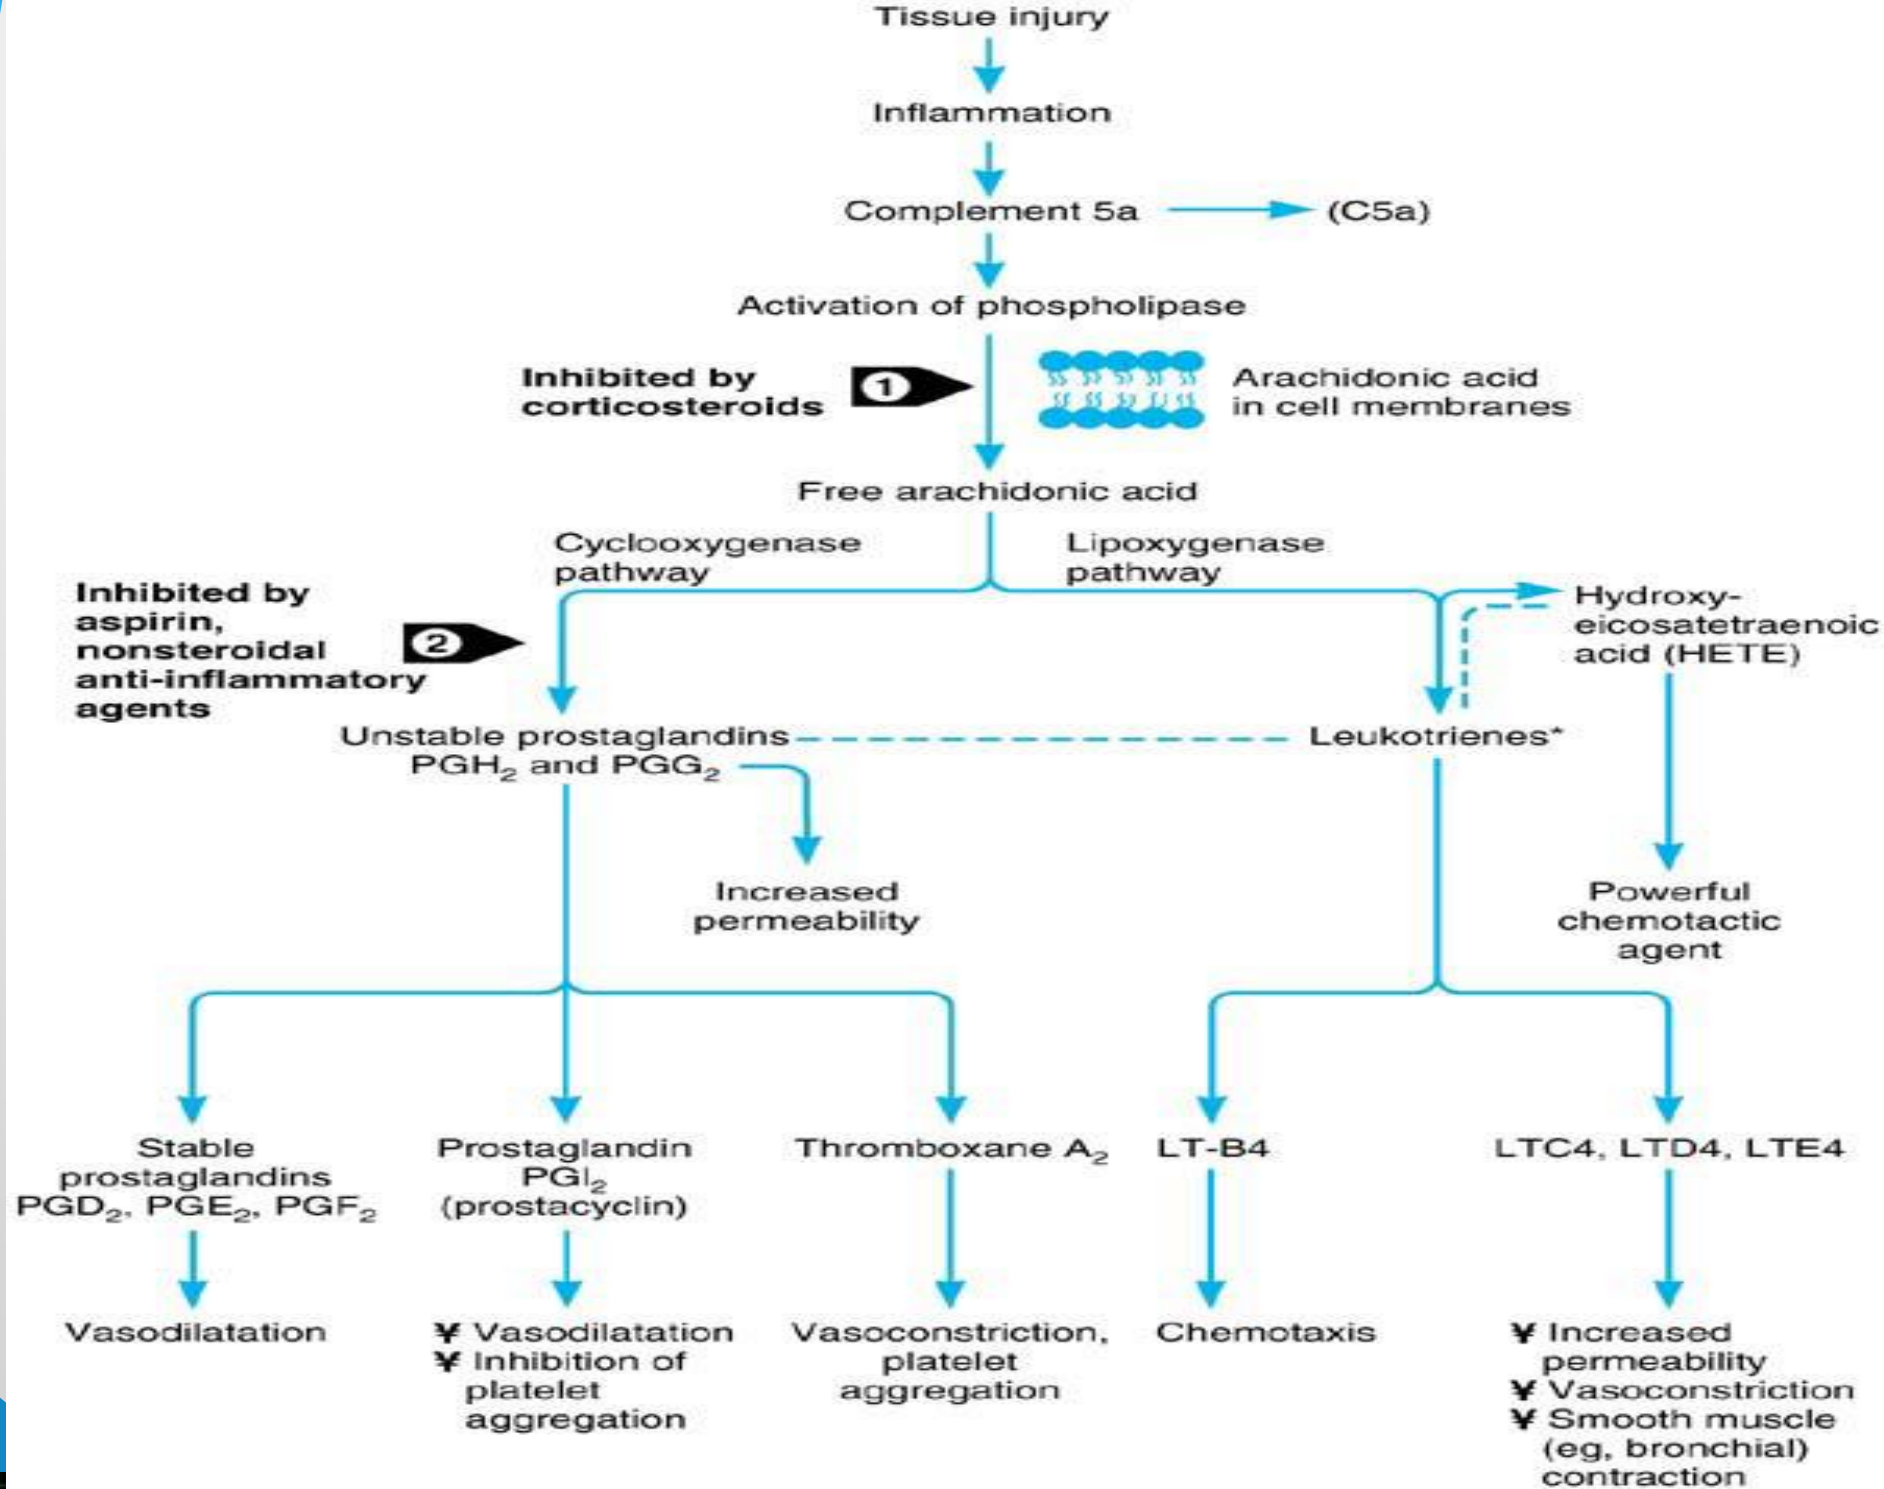 Tissue injury
Inflammation
Complement 5a
(C5a)
Activation of phospholipase
Inhibited by
corticosteroids
1
Arachidonic acid
in cell membranes
Free arachidonic acid
Cyclooxygenase
pathway
Lipoxygenase
pathway
Inhibited by
aspirin,
nonsteroidal
anti-inflammatory
agents
2
Hydroxy-
eicosatetraenoic
acid (HETE)
Unstable prostaglandins
PGH₂ and PGG₂
Leukotrienes*
Increased
permeability
Powerful
chemotactic
agent
Stable
prostaglandins
PGD₂, PGE₂, PGF₂
Prostaglandin
PGI₂
(prostacyclin)
Thromboxane A₂
LT-B4
LTC4, LTD4, LTE4
Vasodilatation
¥ Vasodilatation
¥ Inhibition of
platelet
aggregation
Vasoconstriction,
platelet
aggregation
Chemotaxis
¥ Increased
permeability
¥ Vasoconstriction
¥ Smooth muscle
(eg, bronchial)
contraction